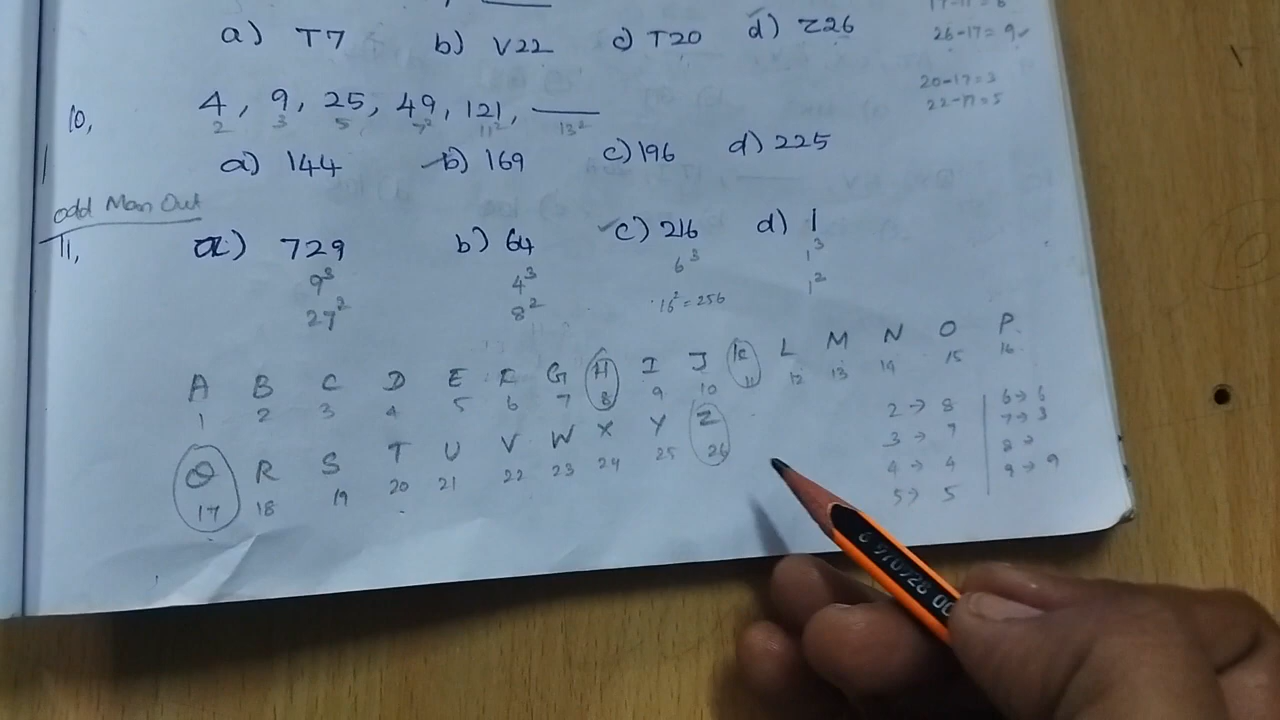 17-11=6
a) T7 b) V22 c) T20 d) Z26
26-17=9
20-17=3
22-17=5
10, 4, 9, 25, 49, 121, ____
2 3 5 7² 11² 13²
a) 144 b) 169 c) 196 d) 225
Odd Man Out
11, a) 729 b) 64 c) 216 d) 1
9³ 4³ 6³ 1³
27² 8² 16²=256 1²
A B C D E F G H I J K L M N O P
1 2 3 4 5 6 7 8 9 10 11 12 13 14 15 16
Q R S T U V W X Y Z
17 18 19 20 21 22 23 24 25 26
2→8 6→6
3→7 7→3
4→4 8→
5→5 9→9